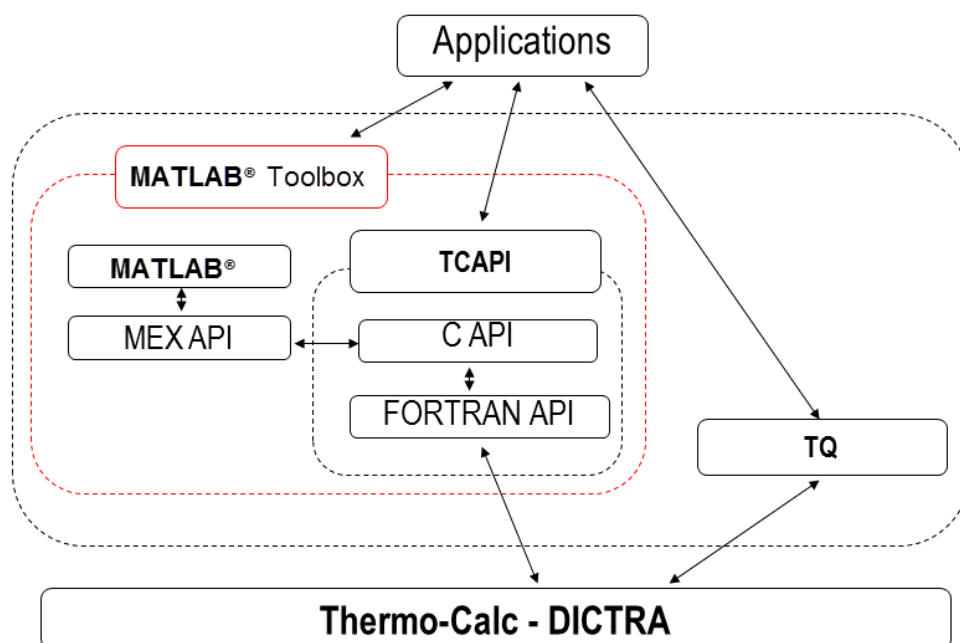 Applications
MATLAB® Toolbox
TCAPI
MATLAB®
MEX API
C API
FORTRAN API
TQ
Thermo-Calc - DICTRA